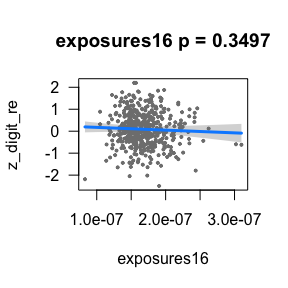 exposures16 p = 0.3497
z_digit_re
2
1
0
-1
-2
1.0e-07 2.0e-07 3.0e-07
exposures16